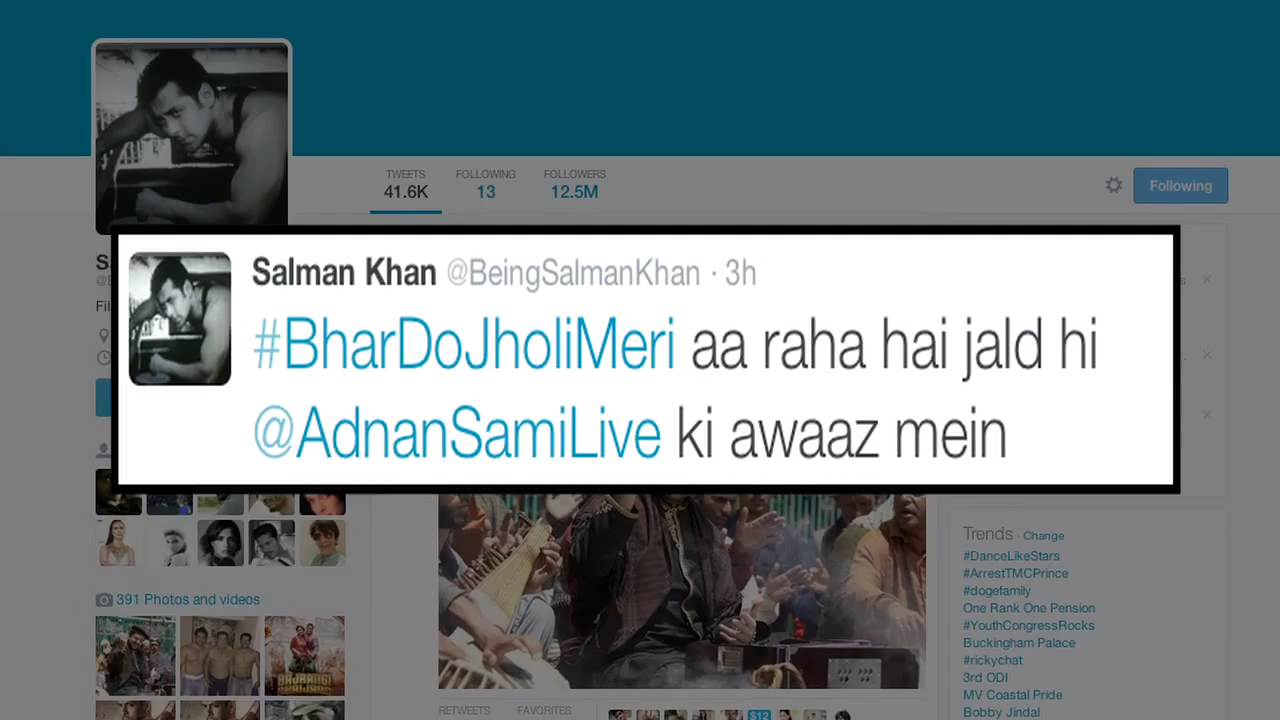 TWEETS FOLLOWING FOLLOWERS
41.6K 13 12.5M
Following
Salman Khan @BeingSalmanKhan · 3h
#BharDoJholiMeri aa raha hai jald hi
@AdnanSamiLive ki awaaz mein
391 Photos and videos
BAJRANGI
BHAIJAAN
RETWEETS FAVORITES
Trends · Change
#DanceLikeStars
#ArrestTMCPrince
#dogefamily
One Rank One Pension
#YouthCongressRocks
Buckingham Palace
#rickychat
3rd ODI
MV Coastal Pride
Bobby Jindal